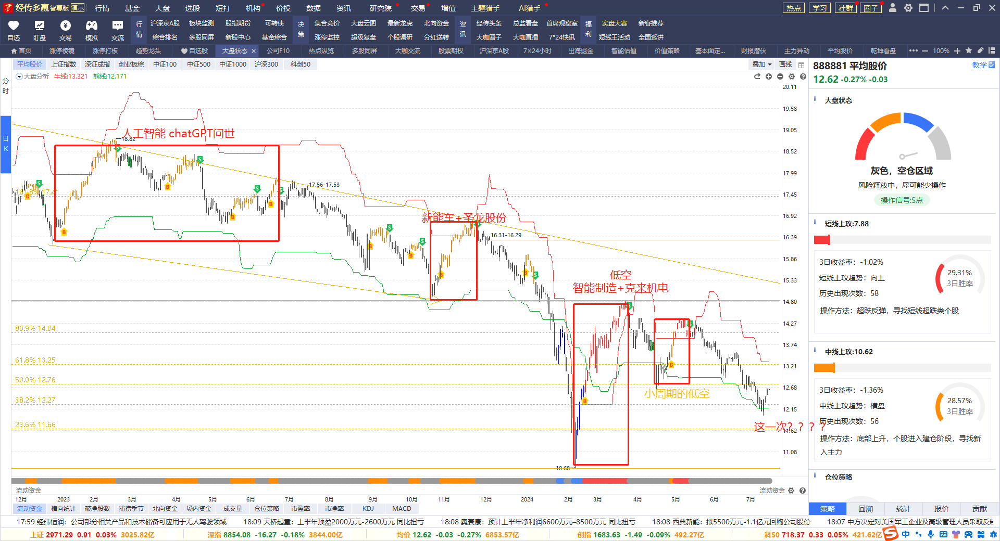 经传多赢 智尊版 演示 行情 基金 大盘 选股 短打 机构 价投 数据 资讯 研究院 交易 增值 主题猎手 AI猎手 热点 学习 社群 圈子
自选 盯盘 交易 模拟 交流
行情 沪深京A股 板块监测 股指期货 可转债 决策 集合竞价 大盘云图 最新龙虎 北向资金 资讯 经传头条 总监看盘 首席观察室 福利 实盘大赛 新客推荐
综合排名 多股同屏 新股中心 基金综合 涨停监控 超级复盘 个股调研 分红送转 大咖圈子 大咖直播 7*24快讯 短线王活动 全国巡讲
首页 涨停棱镜 涨停打板 趋势龙头 自选股 大盘状态 × 公司F10 热点纵览 多股同屏 大咖交流 股票期权 沪深京A股 7×24小时 出海掘金 智能估值 价值策略 基本面定... 财报潜伏 主力异动 平均股价 乾坤看盘 ••• 100%
平均股价 上证指数 深证成指 创业板综 中证100 中证500 中证1000 沪深300 科创50 叠加 画线
分时
日K
大盘分析 牛线:13.321 熊线:12.171
20.11
19.58
19.05
18.52
17.99
17.45
16.92
16.39
15.86
15.33
14.80
14.27
13.74
13.21
12.68
12.15
11.62
11.08
人工智能 chatGPT问世
←18.82
17.56-17.53
新能车+圣龙股份
16.31-16.29
低空
智能制造+克来机电
小周期的低空
这一次? ? ? ?
10.68
80.9% 14.04
61.8% 13.25
50.0% 12.76
38.2% 12.27
23.6% 11.66
流动资金 流动资金
12月 2023 2月 3月 4月 5月 6月 7月 8月 9月 10月 11月 12月 2024 2月 3月 4月 5月 6月 7月
流动资金 横向统计 破净股数 捕捞季节 北向资金 场内资金 成交量 仓位策略 市盈率 市净率 KDJ MACD
888881 平均股价 教学
12.62 -0.27% -0.03
大盘状态
灰色，空仓区域
风险释放中，尽可能少操作
操作信号:S点
短线上攻:7.88
3日收益率：-1.02%
短线上攻趋势：向上
历史出现次数：58
29.31%
3日胜率
操作方法：超跌反弹，寻找短线超跌类个股
中线上攻:10.62
3日收益率：-1.36%
中线上攻趋势：横盘
历史出现次数：56
28.57%
3日胜率
操作方法：底部上升，个股进入建仓阶段，寻找新入主力
仓位策略
策略 回溯 统计 报价 贡献
17:59 经纬恒润：公司部分相关产品和技术储备可应用于无人驾驶领域 18:09 天桥起重：上半年预盈2000万元-2600万元 同比扭亏 18:08 奥赛康：预计上半年净利润6600万元–8500万元 同比扭亏 18:08 西典新能：拟5500万元-1.1亿元回购公司股份 18:07 中方决定对美国军工企业及高级管理人员采取反制
上证 2971.29 0.91 0.03% 3025.82亿 深指 8854.08 -16.27 -0.18% 3844.00亿 均价 12.62 -0.03 -0.27% 6853.57亿 创指 1683.63 -1.49 -0.09% 492.27亿 科50 718.37 0.33 0.05% 421.62亿 中